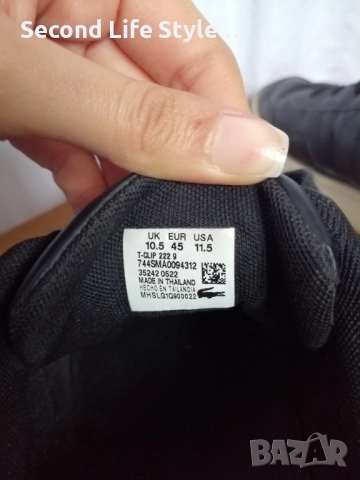 Second Life Style...
UK EUR USA
10.5 45 11.5
T-CLIP 222 9
744SMA0094312
35242 0522
MADE IN THAILAND
HECHO EN TAILANDIA
MHSLG1Q900022
BAZAR